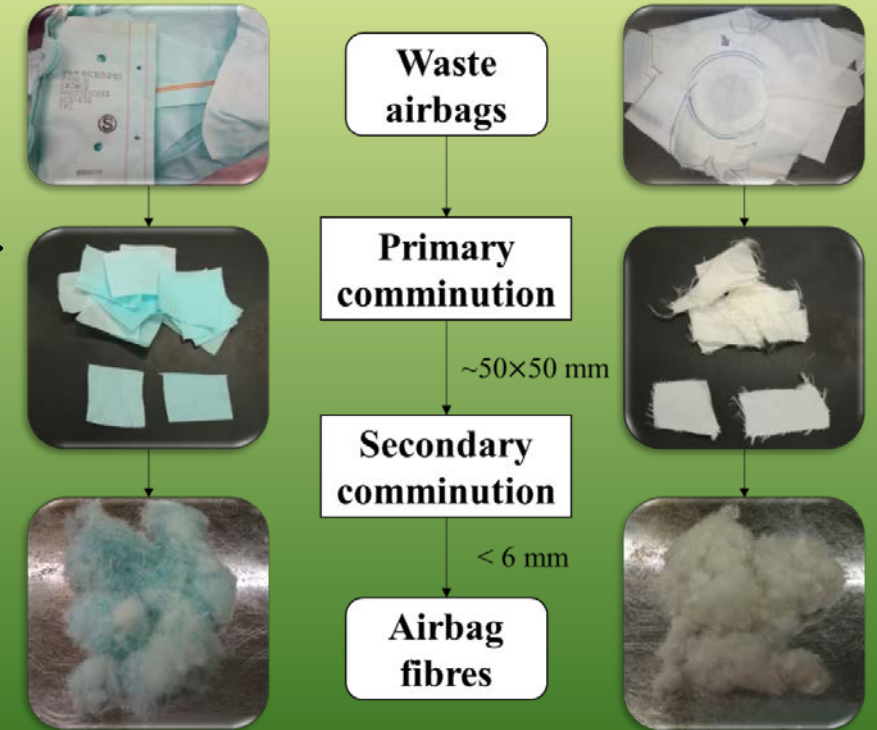 Waste
airbags
Primary
comminution
~50×50 mm
Secondary
comminution
< 6 mm
Airbag
fibres
S